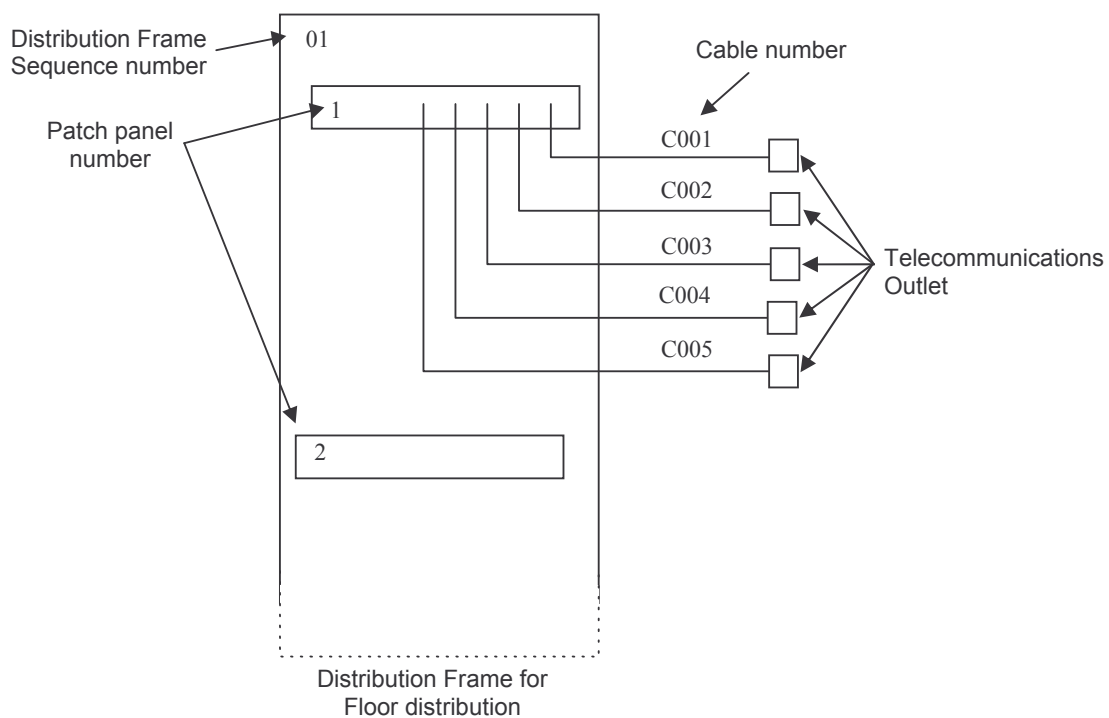 Distribution Frame
Sequence number
01
Cable number
1
Patch panel
number
C001
C002
C003
C004
C005
Telecommunications
Outlet
2
Distribution Frame for
Floor distribution